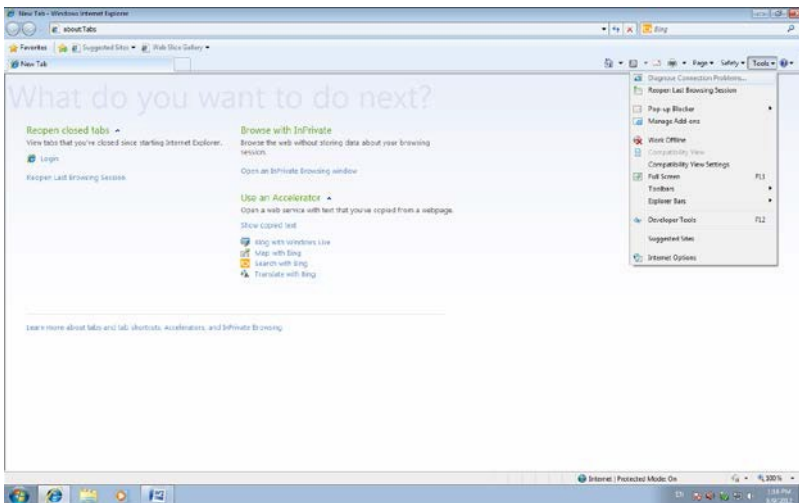 New Tab - Windows Internet Explorer
about:Tabs
Bing
Favorites Suggested Sites Web Slice Gallery
New Tab
Page Safety Tools
What do you want to do next?
Reopen closed tabs
View tabs that you've closed since starting Internet Explorer.
Login
Reopen Last Browsing Session
Browse with InPrivate
Browse the web without storing data about your browsing
session.
Open an InPrivate Browsing window
Use an Accelerator
Open a web service with text that you've copied from a webpage.
Show copied text
Blog with Windows Live
Map with Bing
Search with Bing
Translate with Bing
Learn more about tabs and tab shortcuts, Accelerators, and InPrivate Browsing
Diagnose Connection Problems...
Reopen Last Browsing Session
Pop-up Blocker
Manage Add-ons
Work Offline
Compatibility View
Compatibility View Settings
Full Screen F11
Toolbars
Explorer Bars
Developer Tools F12
Suggested Sites
Internet Options
Internet | Protected Mode: On
100%
EN